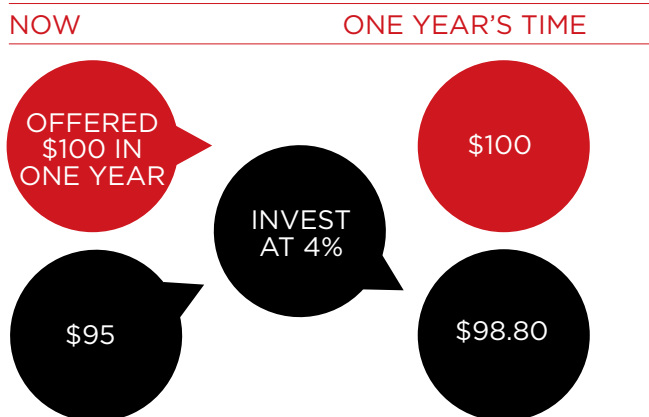 NOW
ONE YEAR'S TIME
OFFERED
$100 IN
ONE YEAR
$100
INVEST
AT 4%
$95
$98.80